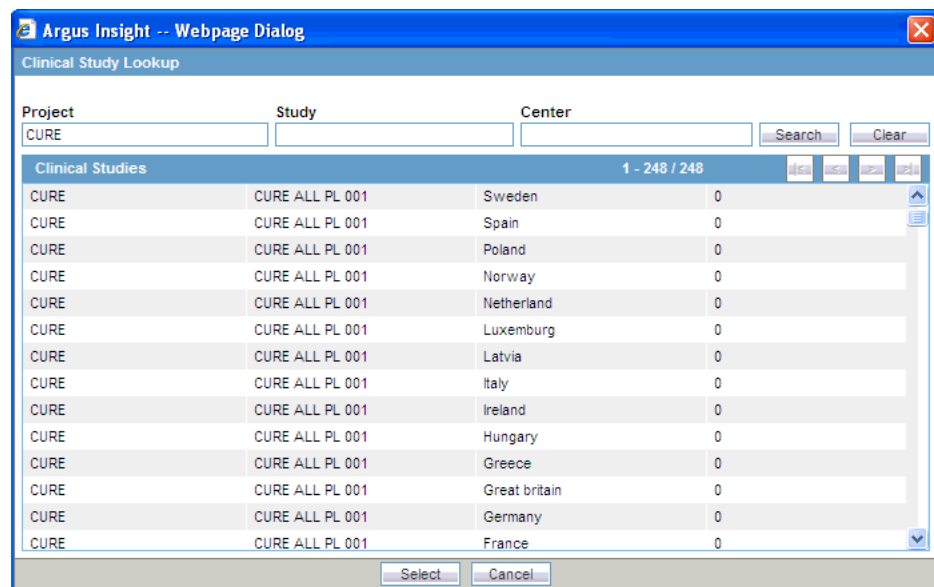 Argus Insight -- Webpage Dialog
Clinical Study Lookup
Project Study Center
CURE Search Clear
Clinical Studies 1 - 248 / 248 |< < > >|
CURE CURE ALL PL 001 Sweden 0
CURE CURE ALL PL 001 Spain 0
CURE CURE ALL PL 001 Poland 0
CURE CURE ALL PL 001 Norway 0
CURE CURE ALL PL 001 Netherland 0
CURE CURE ALL PL 001 Luxemburg 0
CURE CURE ALL PL 001 Latvia 0
CURE CURE ALL PL 001 Italy 0
CURE CURE ALL PL 001 Ireland 0
CURE CURE ALL PL 001 Hungary 0
CURE CURE ALL PL 001 Greece 0
CURE CURE ALL PL 001 Great britain 0
CURE CURE ALL PL 001 Germany 0
CURE CURE ALL PL 001 France 0
Select Cancel